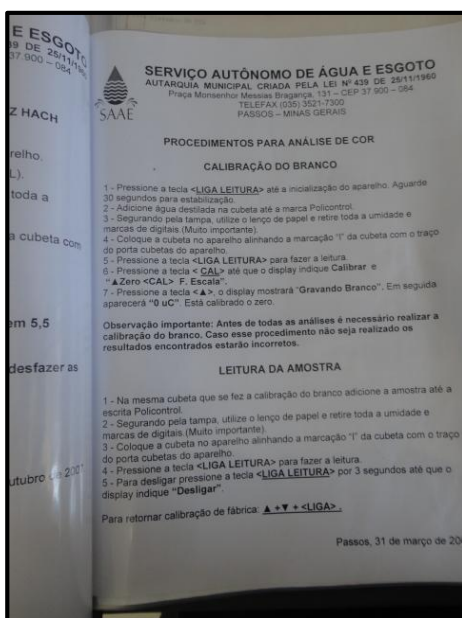 E ESGOTO
39 DE 25/11/1960
37.900 – 084
Z HACH
relho.
L).
toda a
a cubeta com
em 5,5
desfazer as
utubro de 2001
SAAE
SERVIÇO AUTÔNOMO DE ÁGUA E ESGOTO
AUTARQUIA MUNICIPAL CRIADA PELA LEI Nº 439 DE 25/11/1960
Praça Monsenhor Messias Bragança, 131 – CEP 37.900 – 084
TELEFAX (035) 3521-7300
PASSOS – MINAS GERAIS
PROCEDIMENTOS PARA ANÁLISE DE COR
CALIBRAÇÃO DO BRANCO
1 - Pressione a tecla <LIGA LEITURA> até a inicialização do aparelho. Aguarde
30 segundos para estabilização.
2 - Adicione água destilada na cubeta até a marca Policontrol.
3 - Segurando pela tampa, utilize o lenço de papel e retire toda a umidade e
marcas de digitais (Muito importante).
4 - Coloque a cubeta no aparelho alinhando a marcação "I" da cubeta com o traço
do porta cubetas do aparelho.
5 - Pressione a tecla <LIGA LEITURA> para fazer a leitura.
6 - Pressione a tecla < CAL> até que o display indique Calibrar e
"▲Zero <CAL> F. Escala".
7 - Pressione a tecla <▲>, o display mostrará "Gravando Branco". Em seguida
aparecerá "0 uC". Está calibrado o zero.
Observação importante: Antes de todas as análises é necessário realizar a
calibração do branco. Caso esse procedimento não seja realizado os
resultados encontrados estarão incorretos.
LEITURA DA AMOSTRA
1 - Na mesma cubeta que se fez a calibração do branco adicione a amostra até a
escrita Policontrol.
2 - Segurando pela tampa, utilize o lenço de papel e retire toda a umidade e
marcas de digitais (Muito importante).
3 - Coloque a cubeta no aparelho alinhando a marcação "I" da cubeta com o traço
do porta cubetas do aparelho.
4 - Pressione a tecla <LIGA LEITURA> para fazer a leitura.
5 - Para desligar pressione a tecla <LIGA LEITURA> por 3 segundos até que o
display indique "Desligar".
Para retornar calibração de fábrica: ▲ +▼ + <LIGA> .
Passos, 31 de março de 200